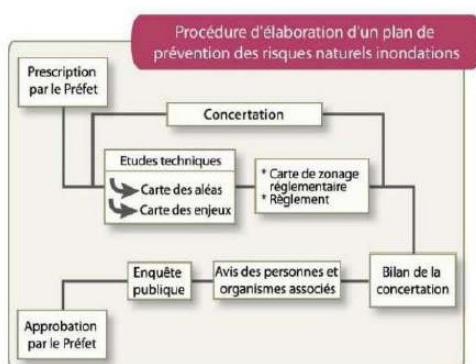 Procédure d'élaboration d'un plan de
prévention des risques naturels inondations
Prescription
par le Préfet
Concertation
Etudes techniques
Carte des aléas
Carte des enjeux
* Carte de zonage
réglementaire
* Règlement
Bilan de la
concertation
Avis des personnes et
organismes associés
Enquête
publique
Approbation
par le Préfet